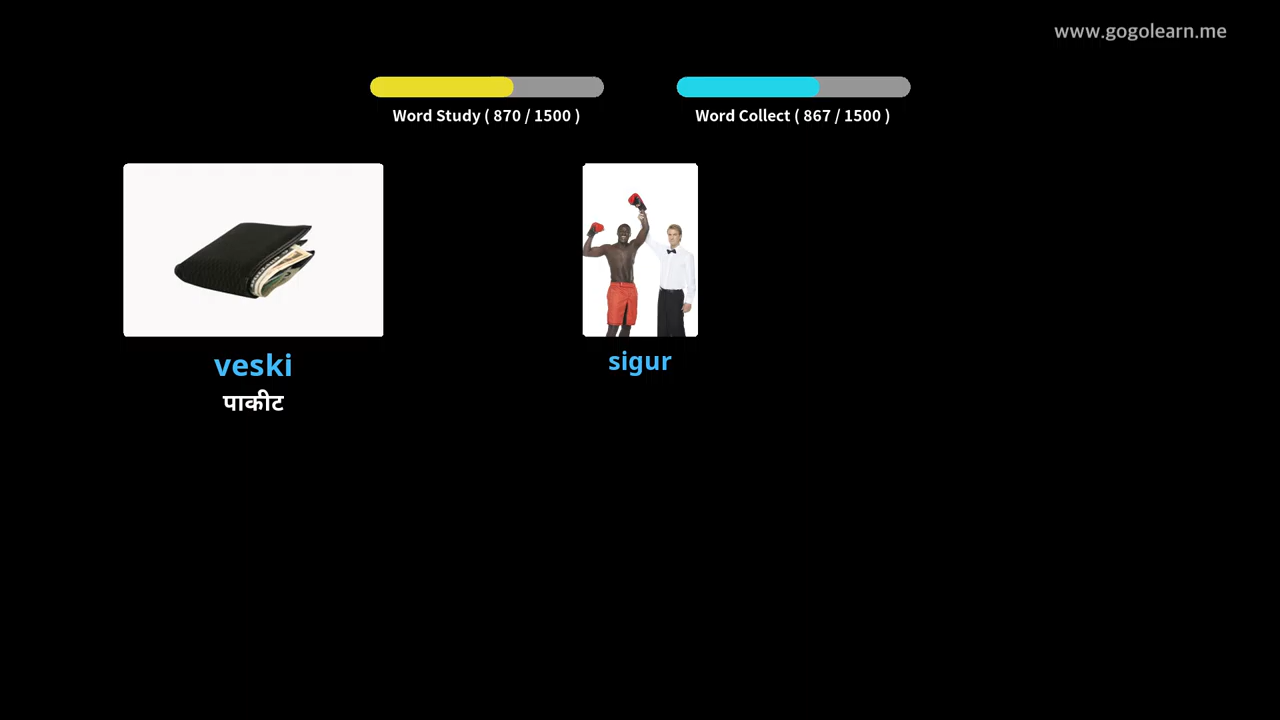 www.gogolearn.me
Word Study ( 870 / 1500 )
Word Collect ( 867 / 1500 )
veski
पाकीट
sigur